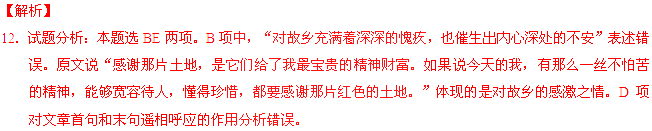 【解析】
12．试题分析：本题选 BE 两项。B 项中，“对故乡充满着深深的愧疚，也催生出内心深处的不安”表述错
误。原文说“感谢那片土地，是它们给了我最宝贵的精神财富。如果说今天的我，有那么一丝不怕苦
的精神，能够宽容待人，懂得珍惜，都要感谢那片红色的土地。”体现的是对故乡的感激之情。D 项
对文章首句和末句遥相呼应的作用分析错误。